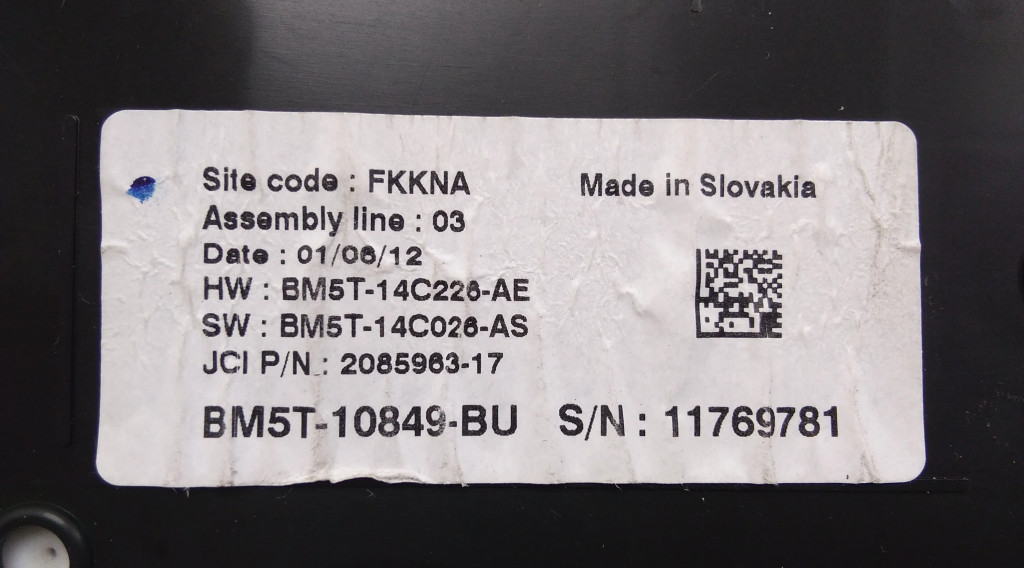 Site code : FKKNA
Made in Slovakia
Assembly line : 03
Date : 01/06/12
HW : BM5T-14C226-AE
SW : BM5T-14C026-AS
JCI P/N : 2085963-17
BM5T-10849-BU S/N : 11769781